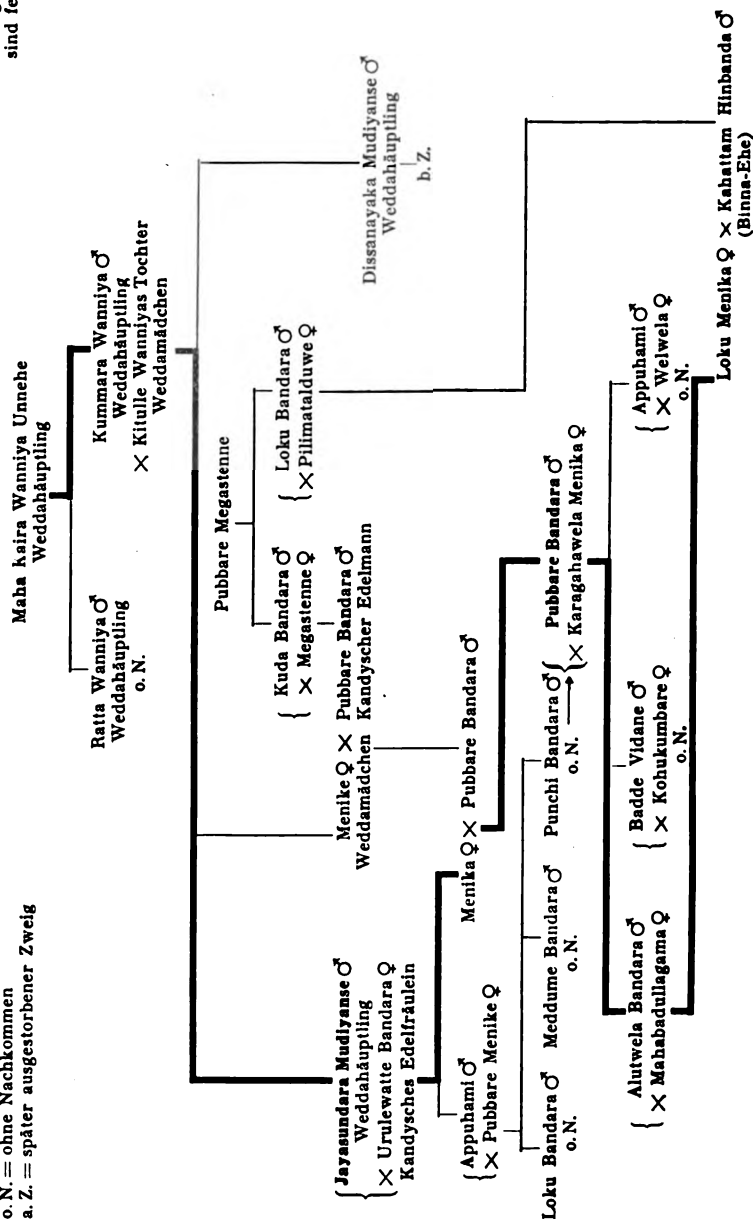 o. N. = ohne Nachkommen
a. Z. = später ausgestorbener Zweig
sind fe
Maha kaira Wanniya Unnehe
Weddahäuptling
Ratta Wanniya ♂
Weddahäuptling
o. N.
Kummara Wanniya ♂
Weddahäuptling
× Kitulle Wanniyas Tochter
Weddamädchen
Pubbare Megastenne
Kuda Bandara ♂
× Megastenne ♀
Loku Bandara ♂
× Pilimatalduwe ♀
Jayasundara Mudiyanse ♂
Weddahäuptling
× Urulewatte Bandara ♀
Kandysches Edelfräulein
Menike ♀ × Pubbare Bandara ♂
Weddamädchen Kandyscher Edelmann
Dissanayaka Mudiyanse ♂
Weddahäuptling
b. Z.
Appuhami ♂
× Pubbare Menike ♀
Menika ♀ × Pubbare Bandara ♂
Loku Bandara ♂
o. N.
Meddume Bandara ♂
o. N.
Punchi Bandara ♂
o. N.
Pubbare Bandara ♂
× Karagahawela Menika ♀
Alutwela Bandara ♂
× Mahabadullagama ♀
Badde Vidane ♂
× Kohukumbare ♀
o. N.
Appuhami ♂
× Welwela ♀
o. N.
Loku Menika ♀ × Kahattam Hinbanda ♂
(Binna-Ehe)